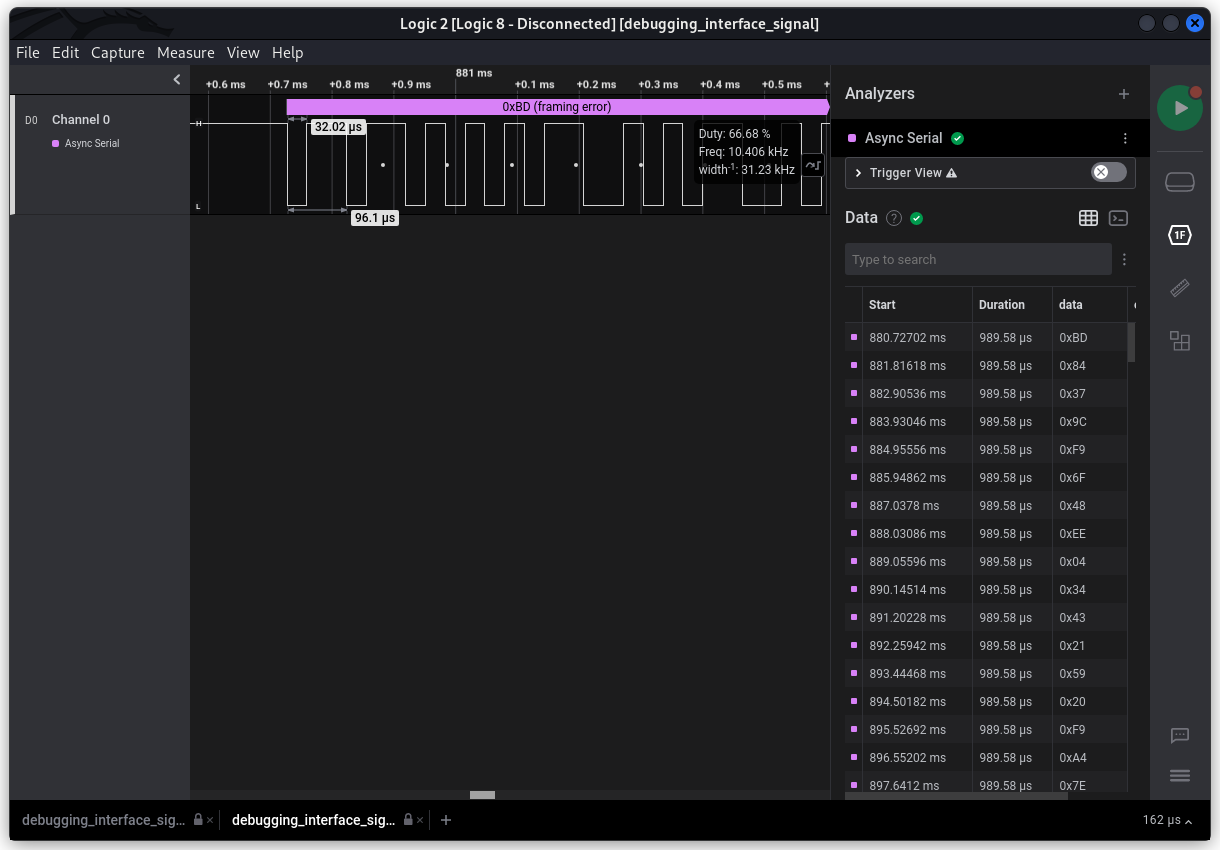 Logic 2 [Logic 8 - Disconnected] [debugging_interface_signal]
File Edit Capture Measure View Help
881 ms
+0.6 ms +0.7 ms +0.8 ms +0.9 ms +0.1 ms +0.2 ms +0.3 ms +0.4 ms +0.5 ms +
D0 Channel 0
Async Serial
0xBD (framing error)
H
32.02 µs
Duty: 66.68 %
Freq: 10.406 kHz
width-1: 31.23 kHz
L
96.1 µs
Analyzers
Async Serial
Trigger View
Data
Type to search
Start Duration data
880.72702 ms 989.58 µs 0xBD
881.81618 ms 989.58 µs 0x84
882.90536 ms 989.58 µs 0x37
883.93046 ms 989.58 µs 0x9C
884.95556 ms 989.58 µs 0xF9
885.94862 ms 989.58 µs 0x6F
887.0378 ms 989.58 µs 0x48
888.03086 ms 989.58 µs 0xEE
889.05596 ms 989.58 µs 0x04
890.14514 ms 989.58 µs 0x34
891.20228 ms 989.58 µs 0x43
892.25942 ms 989.58 µs 0x21
893.44468 ms 989.58 µs 0x59
894.50182 ms 989.58 µs 0x20
895.52692 ms 989.58 µs 0xF9
896.55202 ms 989.58 µs 0xA4
897.6412 ms 989.58 µs 0x7E
1F
debugging_interface_sig... debugging_interface_sig...
162 µs